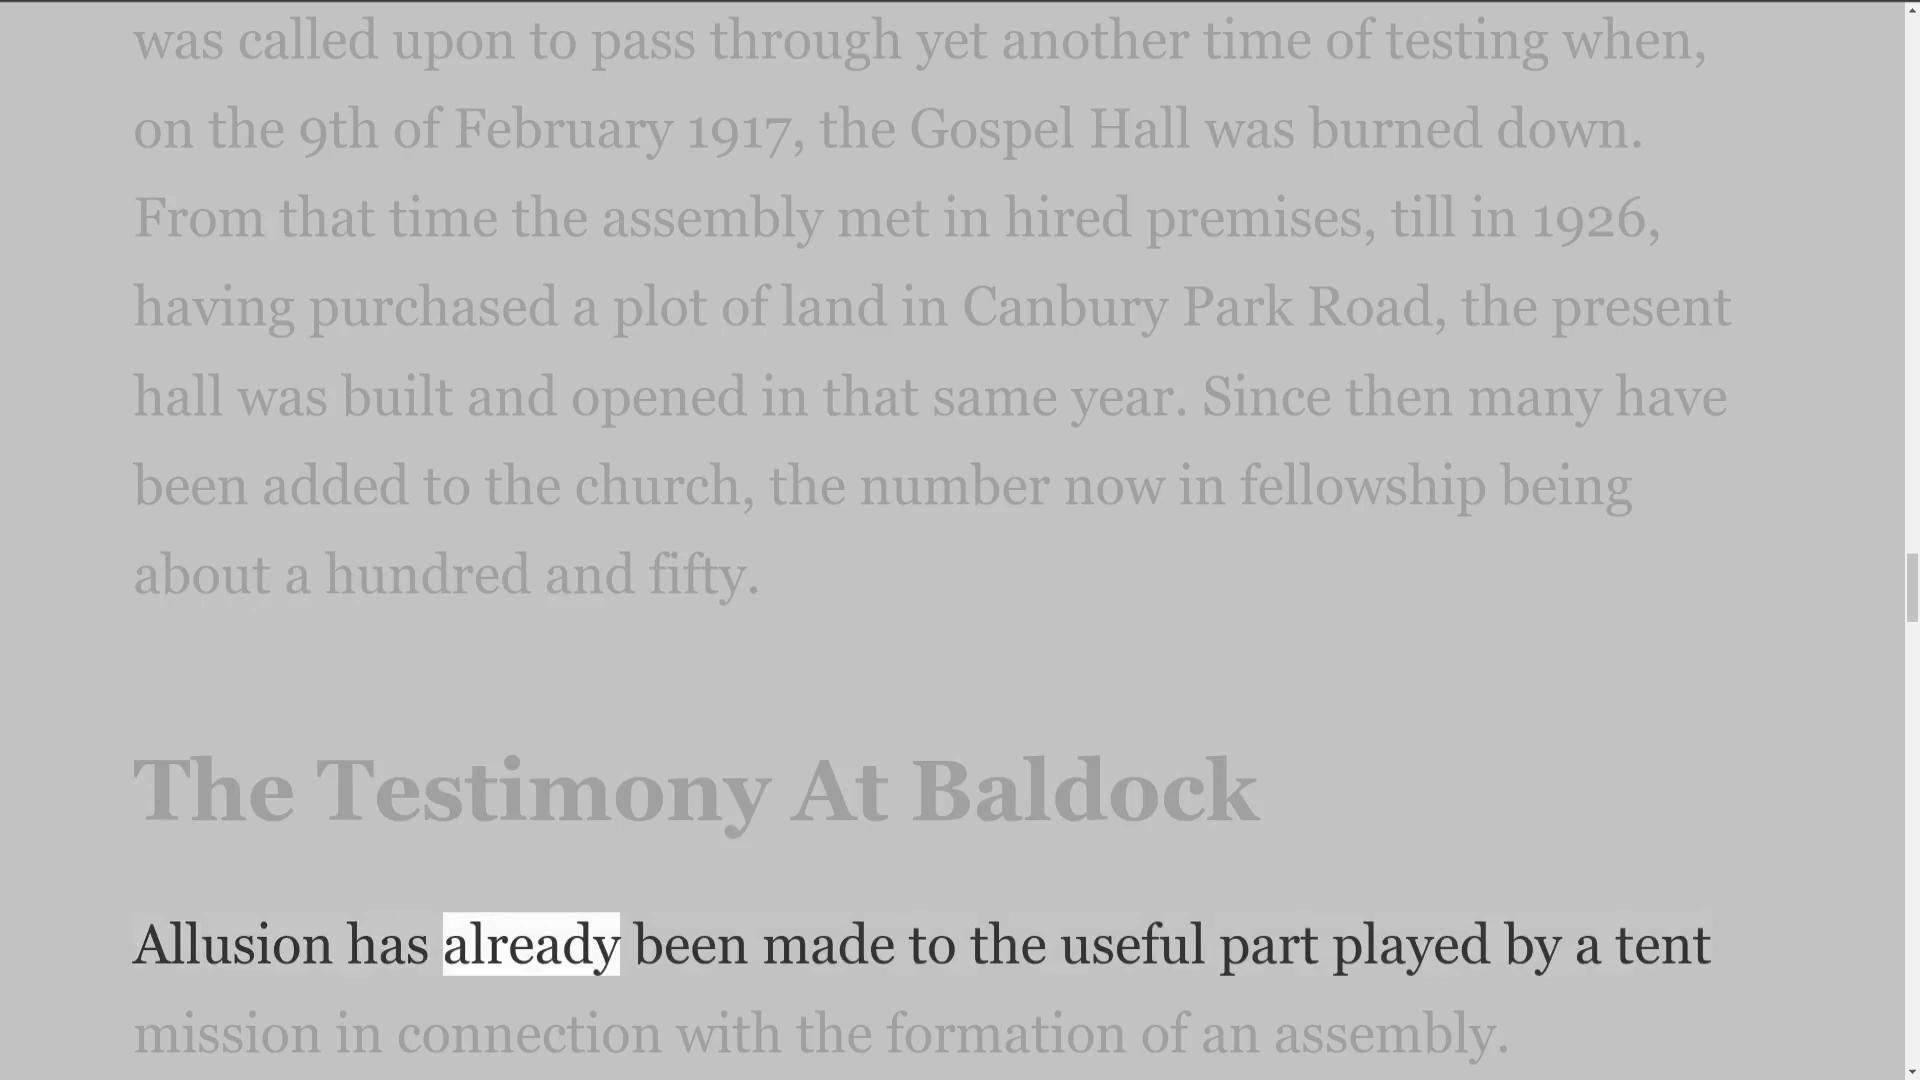 was called upon to pass through yet another time of testing when,
on the 9th of February 1917, the Gospel Hall was burned down.
From that time the assembly met in hired premises, till in 1926,
having purchased a plot of land in Canbury Park Road, the present
hall was built and opened in that same year. Since then many have
been added to the church, the number now in fellowship being
about a hundred and fifty.
The Testimony At Baldock
Allusion has already been made to the useful part played by a tent
mission in connection with the formation of an assembly.